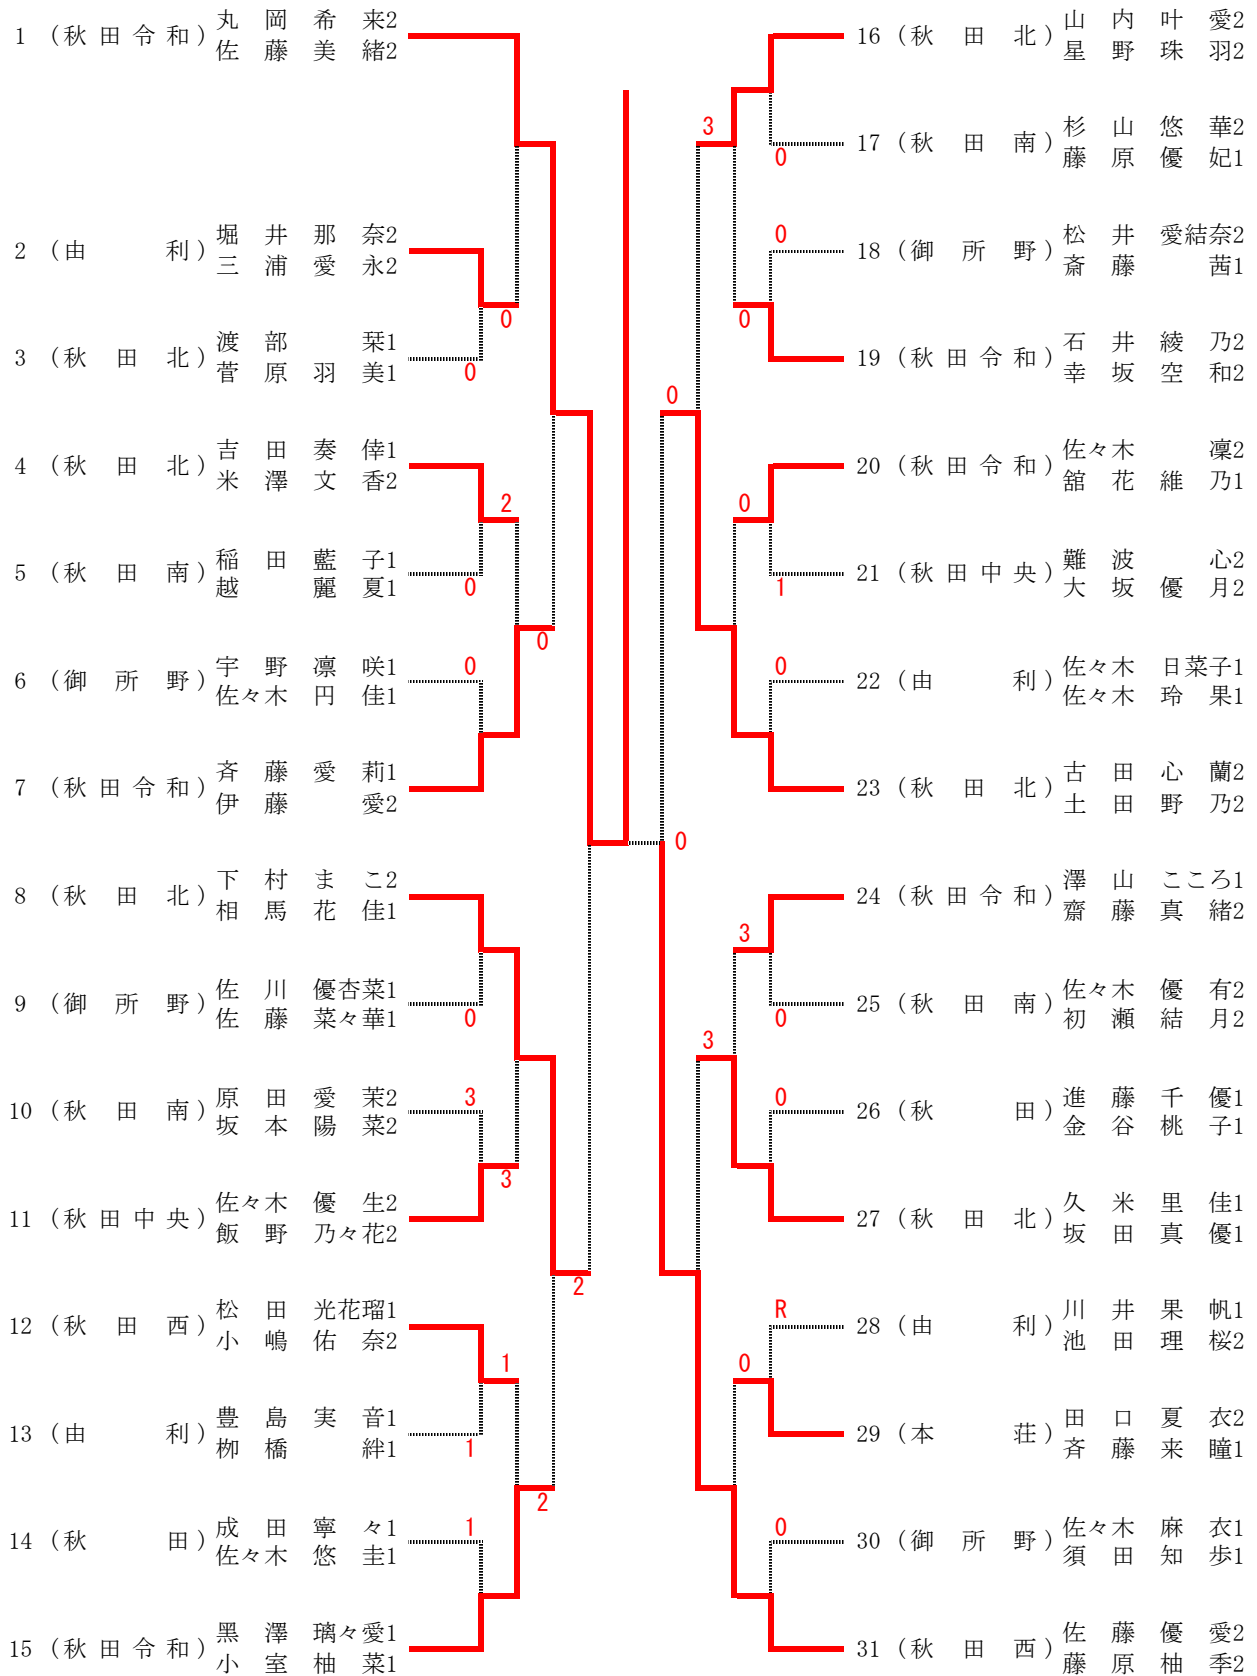 1 （秋田令和） 丸岡希来2
佐藤美緒2
2 （由利） 堀井那奈2
三浦愛永2
0
3 （秋田北） 渡部栞1
菅原羽美1
0
4 （秋田北） 吉田奏倖1
米澤文香2
2
5 （秋田南） 稲田藍子1
越麗夏1
0
0
6 （御所野） 宇野凛咲1
佐々木円佳1
0
7 （秋田令和） 斉藤愛莉1
伊藤愛2
8 （秋田北） 下村まこ2
相馬花佳1
9 （御所野） 佐川優杏菜1
佐藤菜々華1
0
10 （秋田南） 原田愛茉2
坂本陽菜2
3
3
11 （秋田中央） 佐々木優生2
飯野乃々花2
2
12 （秋田西） 松田光花瑠1
小嶋佑奈2
1
13 （由利） 豊島実音1
栁橋絆1
1
2
14 （秋田） 成田寧々1
佐々木悠圭1
1
15 （秋田令和） 黒澤璃々愛1
小室柚菜1
16 （秋田北） 山内叶愛2
星野珠羽2
3
17 （秋田南） 杉山悠華2
藤原優妃1
0
0
18 （御所野） 松井愛結奈2
斎藤茜1
0
19 （秋田令和） 石井綾乃2
幸坂空和2
0
20 （秋田令和） 佐々木凜2
舘花維乃1
0
21 （秋田中央） 難波心2
大坂優月2
1
0
22 （由利） 佐々木日菜子1
佐々木玲果1
23 （秋田北） 古田心蘭2
土田野乃2
0
24 （秋田令和） 澤山こころ1
齋藤真緒2
3
25 （秋田南） 佐々木優有2
初瀬結月2
0
3
26 （秋田） 進藤千優1
金谷桃子1
0
27 （秋田北） 久米里佳1
坂田真優1
R
28 （由利） 川井果帆1
池田理桜2
0
29 （本荘） 田口夏衣2
斉藤来瞳1
0
30 （御所野） 佐々木麻衣1
須田知歩1
31 （秋田西） 佐藤優愛2
藤原柚季2